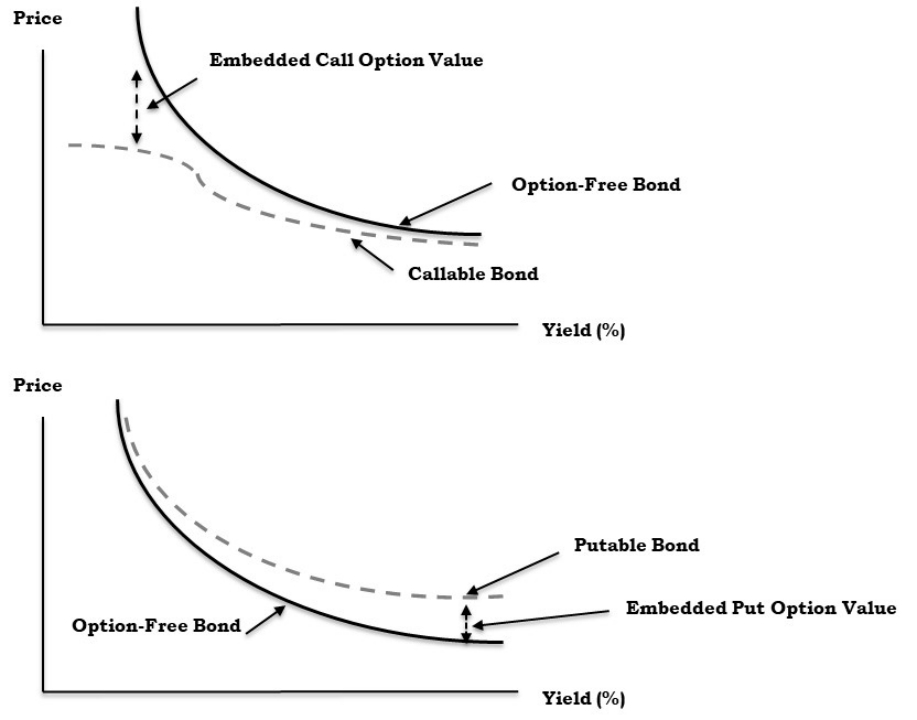 Price
Embedded Call Option Value
Option-Free Bond
Callable Bond
Yield (%)
Price
Putable Bond
Embedded Put Option Value
Option-Free Bond
Yield (%)